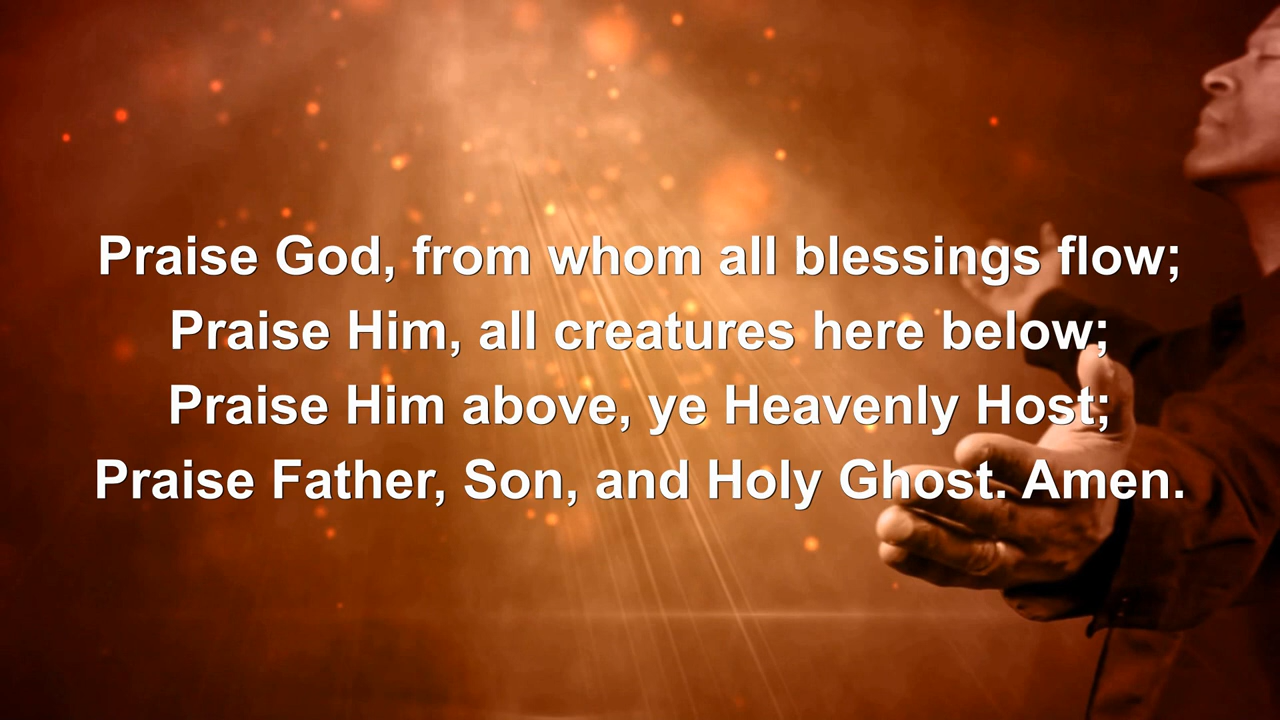 Praise God, from whom all blessings flow;
Praise Him, all creatures here below;
Praise Him above, ye Heavenly Host;
Praise Father, Son, and Holy Ghost. Amen.